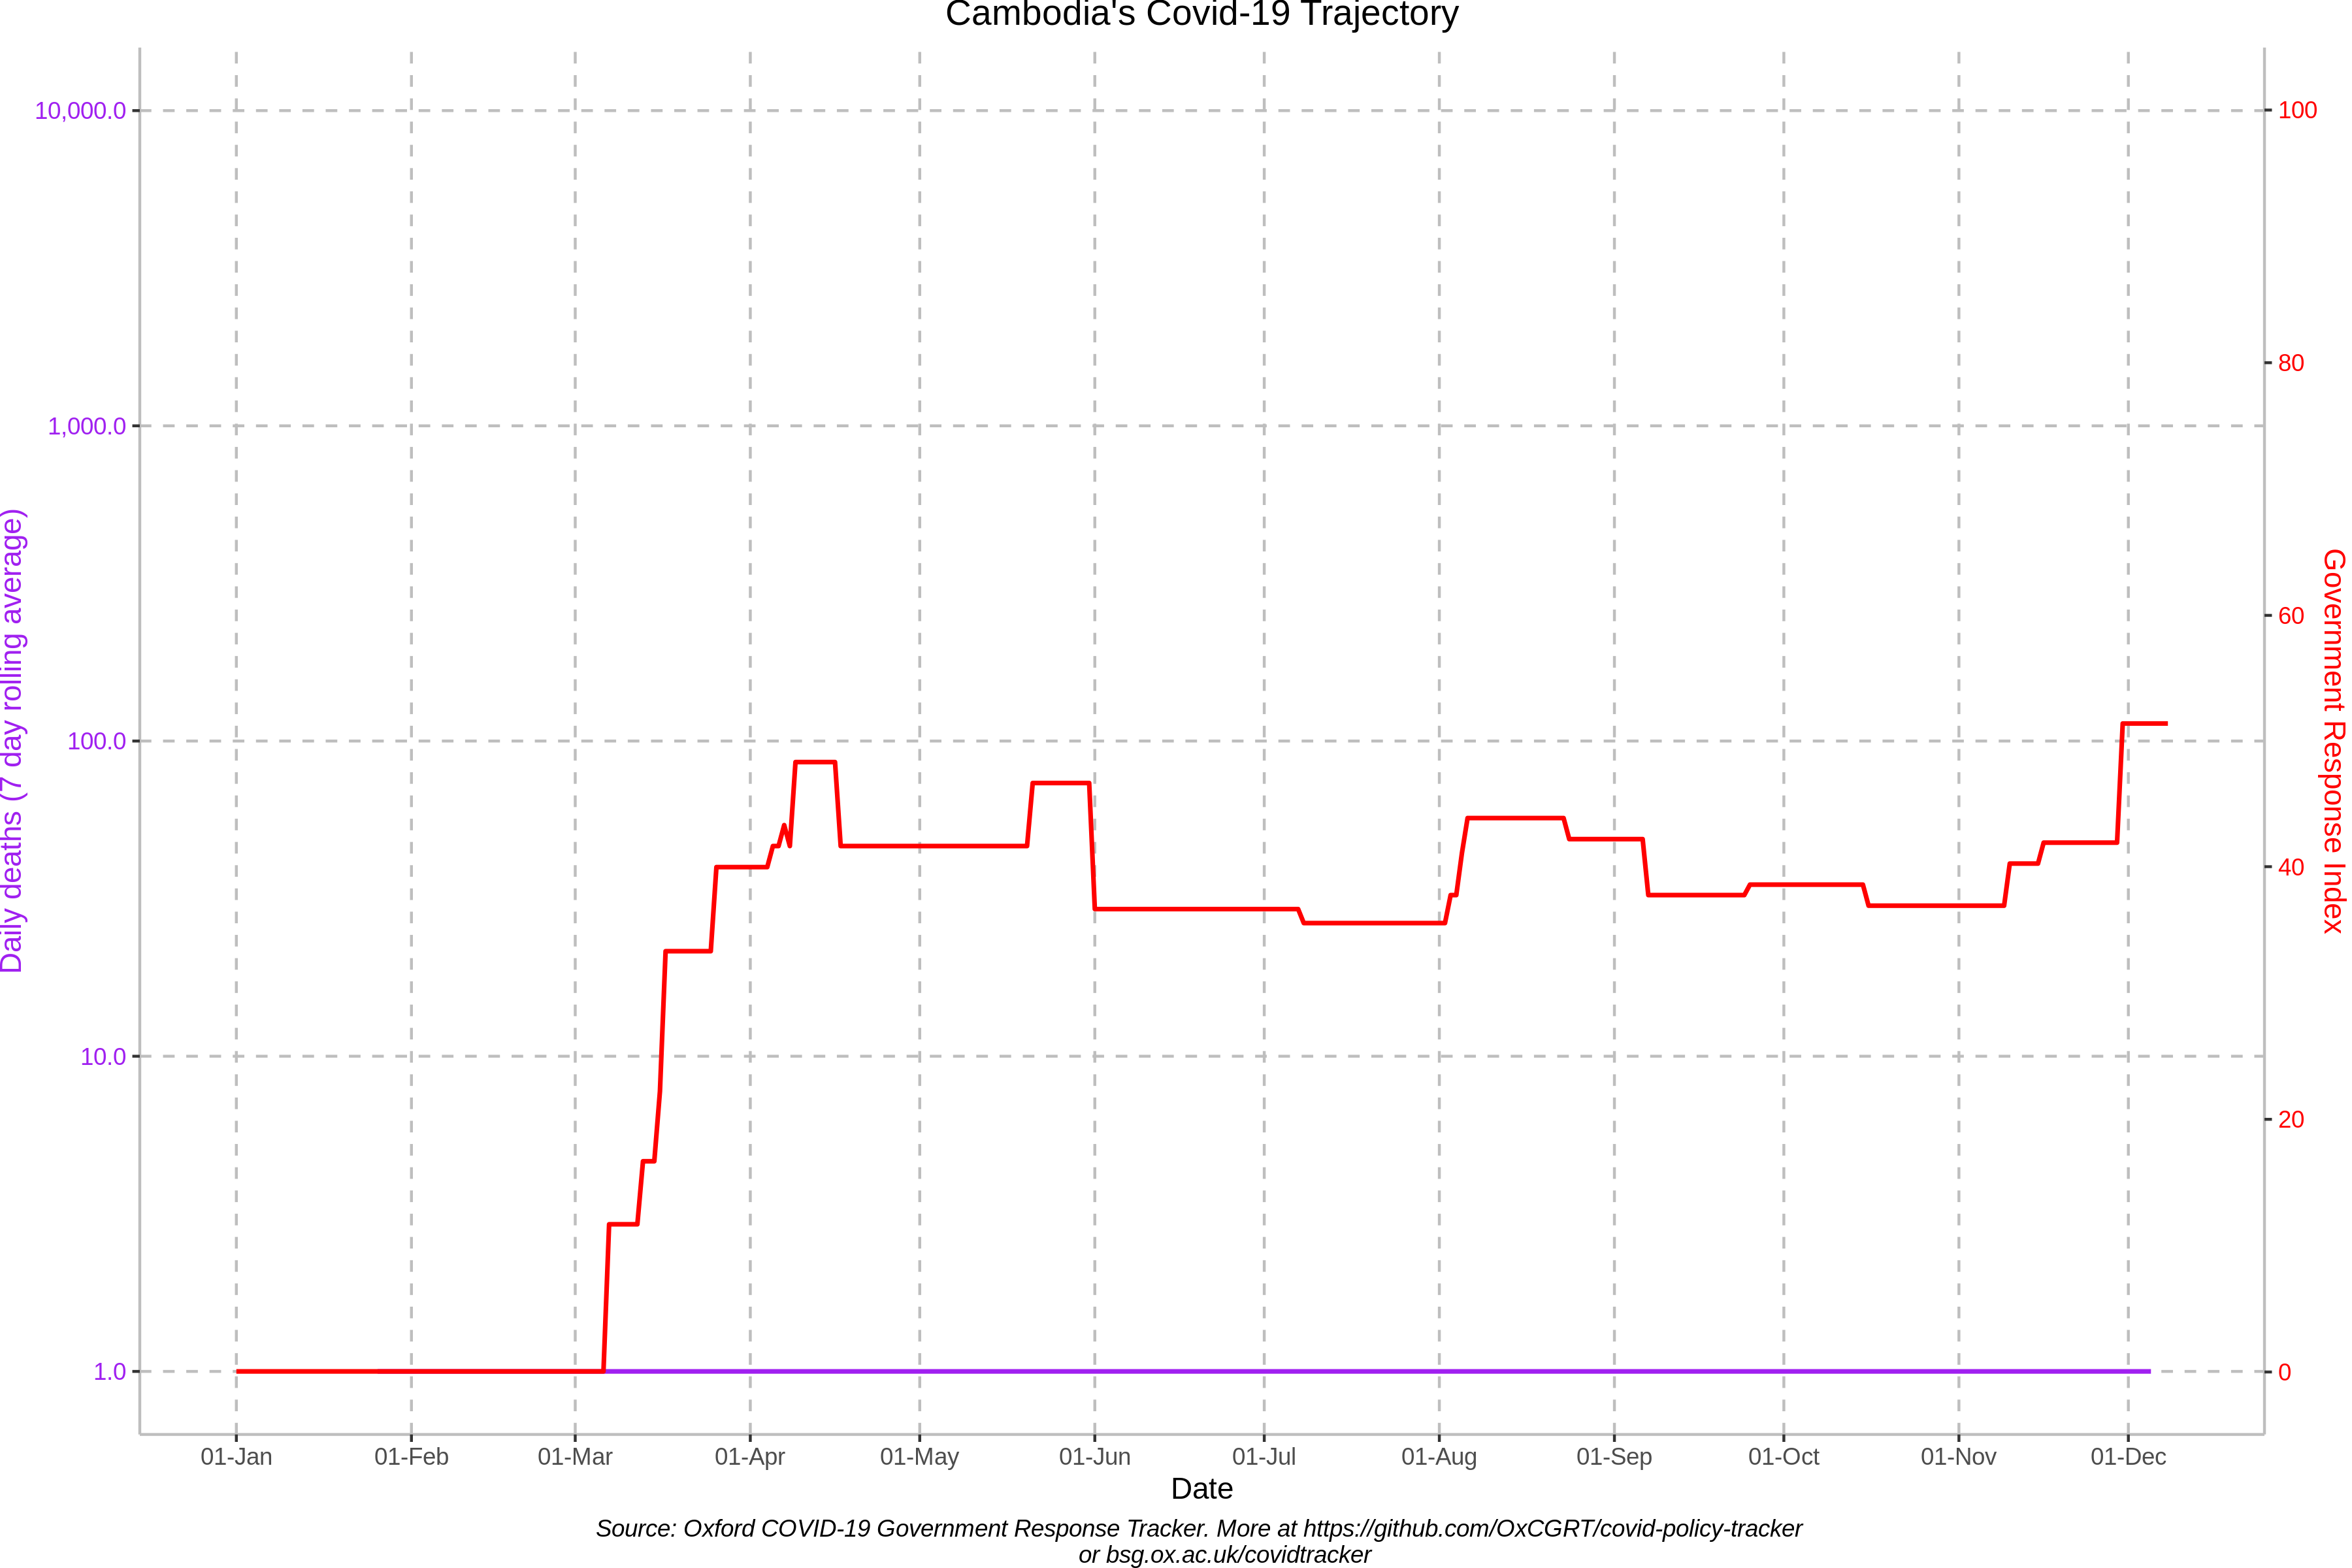 Cambodia's Covid-19 Trajectory
10,000.0
1,000.0
100.0
10.0
1.0
Daily deaths (7 day rolling average)
100
80
60
40
20
0
Government Response Index
01-Jan 01-Feb 01-Mar 01-Apr 01-May 01-Jun 01-Jul 01-Aug 01-Sep 01-Oct 01-Nov 01-Dec
Date
Source: Oxford COVID-19 Government Response Tracker. More at https://github.com/OxCGRT/covid-policy-tracker
or bsg.ox.ac.uk/covidtracker